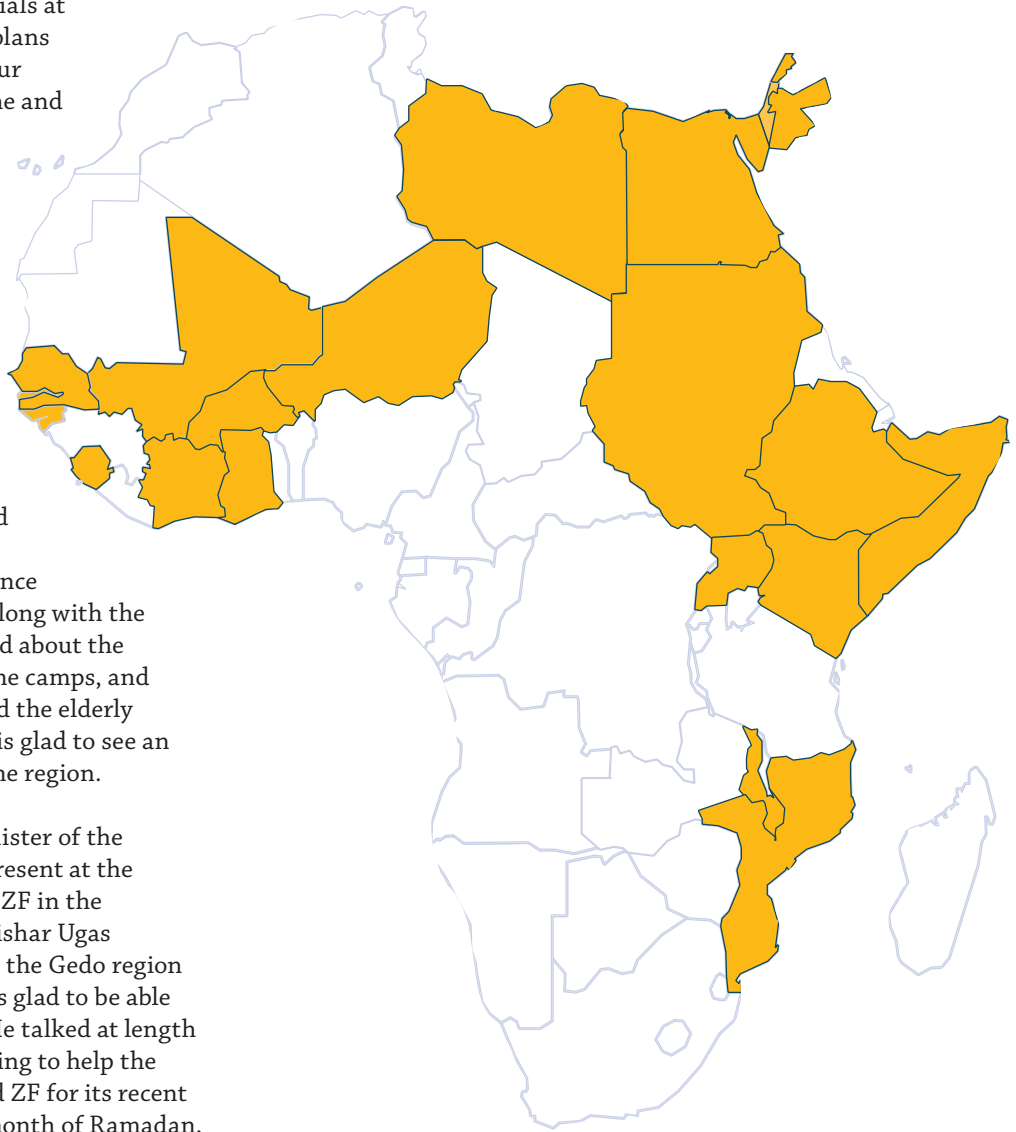 ials at
plans
ur
ne and
d
nce
long with the
d about the
he camps, and
d the elderly
is glad to see an
he region.
nister of the
resent at the
ZF in the
ishar Ugas
the Gedo region
s glad to be able
He talked at length
ing to help the
d ZF for its recent
month of Ramadan.